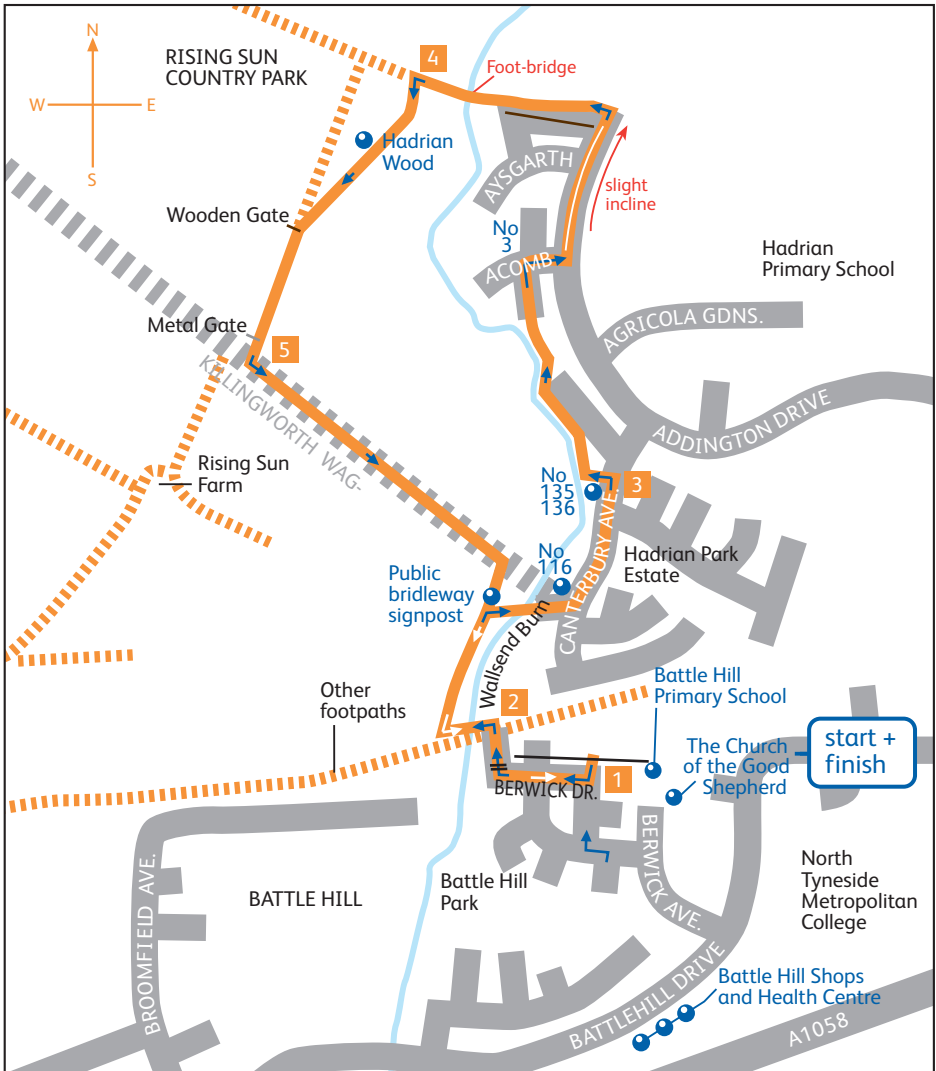 N
W
E
S
RISING SUN
COUNTRY PARK
4
Foot-bridge
Hadrian
Wood
AYSGARTH
slight
incline
Wooden Gate
No
3
ACOMB
Hadrian
Primary School
Metal Gate
5
AGRICOLA GDNS.
KILLINGWORTH WAG-
ADDINGTON DRIVE
Rising Sun
Farm
No
135
136
3
CANTERBURY AVE.
No
116
Hadrian Park
Estate
Public
bridleway
signpost
Wallsend Burn
Other
footpaths
2
Battle Hill
Primary School
The Church
of the Good
Shepherd
start +
finish
1
BERWICK DR.
BERWICK AVE.
BROOMFIELD AVE.
BATTLE HILL
Battle Hill
Park
North
Tyneside
Metropolitan
College
BATTLEHILL DRIVE
Battle Hill Shops
and Health Centre
A1058